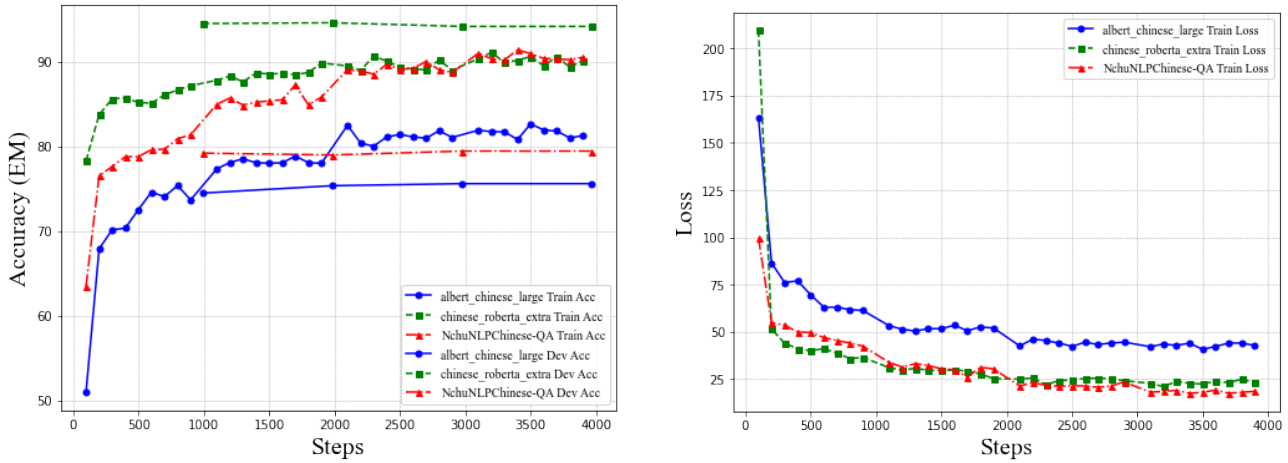 Accuracy (EM)
90
80
70
60
50
albert_chinese_large Train Acc
chinese_roberta_extra Train Acc
NchuNLPChinese-QA Train Acc
albert_chinese_large Dev Acc
chinese_roberta_extra Dev Acc
NchuNLPChinese-QA Dev Acc
0 500 1000 1500 2000 2500 3000 3500 4000
Steps
Loss
200
175
150
125
100
75
50
25
albert_chinese_large Train Loss
chinese_roberta_extra Train Loss
NchuNLPChinese-QA Train Loss
0 500 1000 1500 2000 2500 3000 3500 4000
Steps